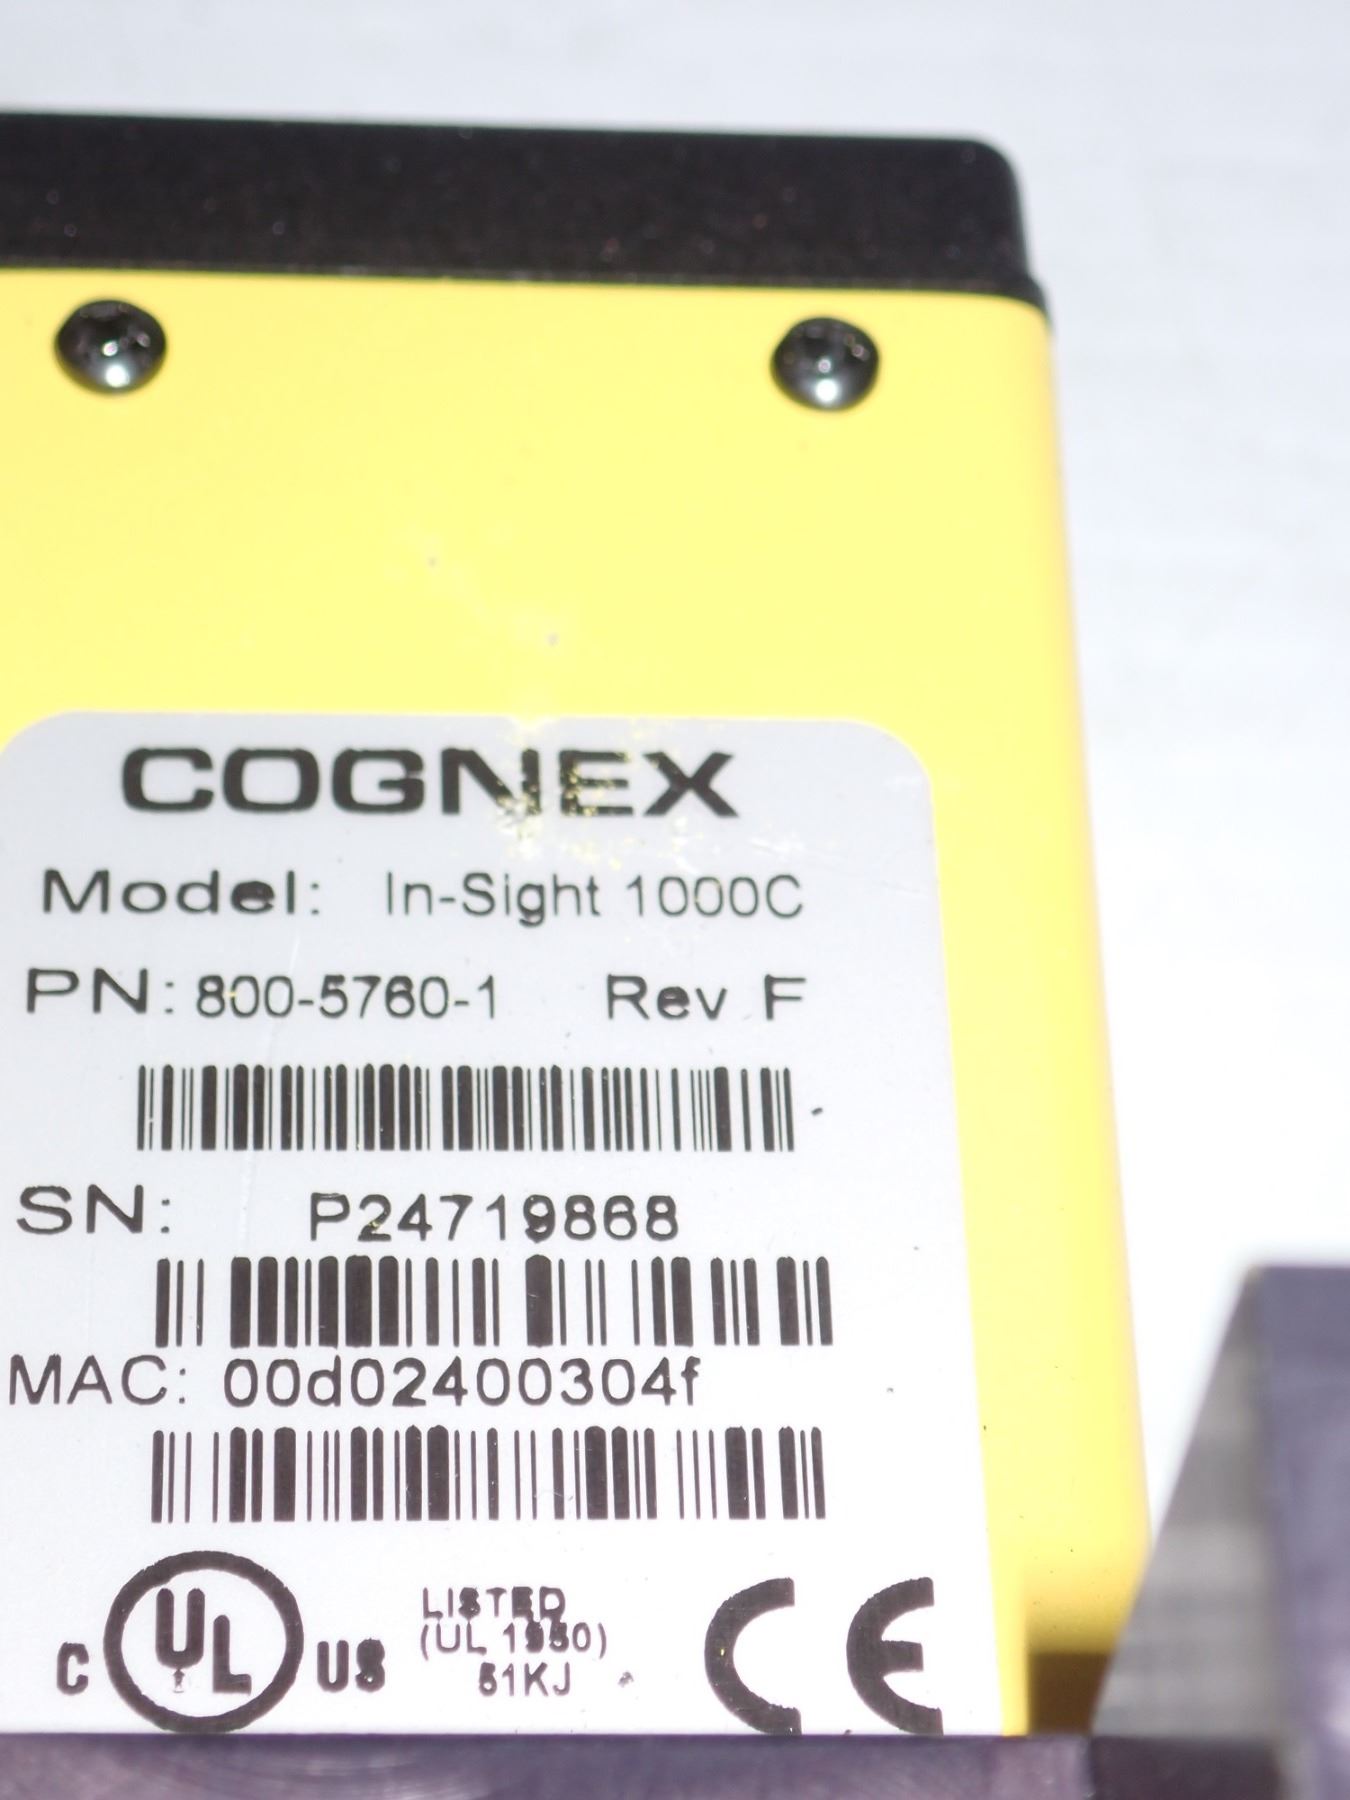 COGNEX
Model: In-Sight 1000C
PN: 800-5760-1 Rev F
SN: P24719868
MAC: 00d02400304f
C UL US
LISTED
(UL 1950)
51KJ
CE